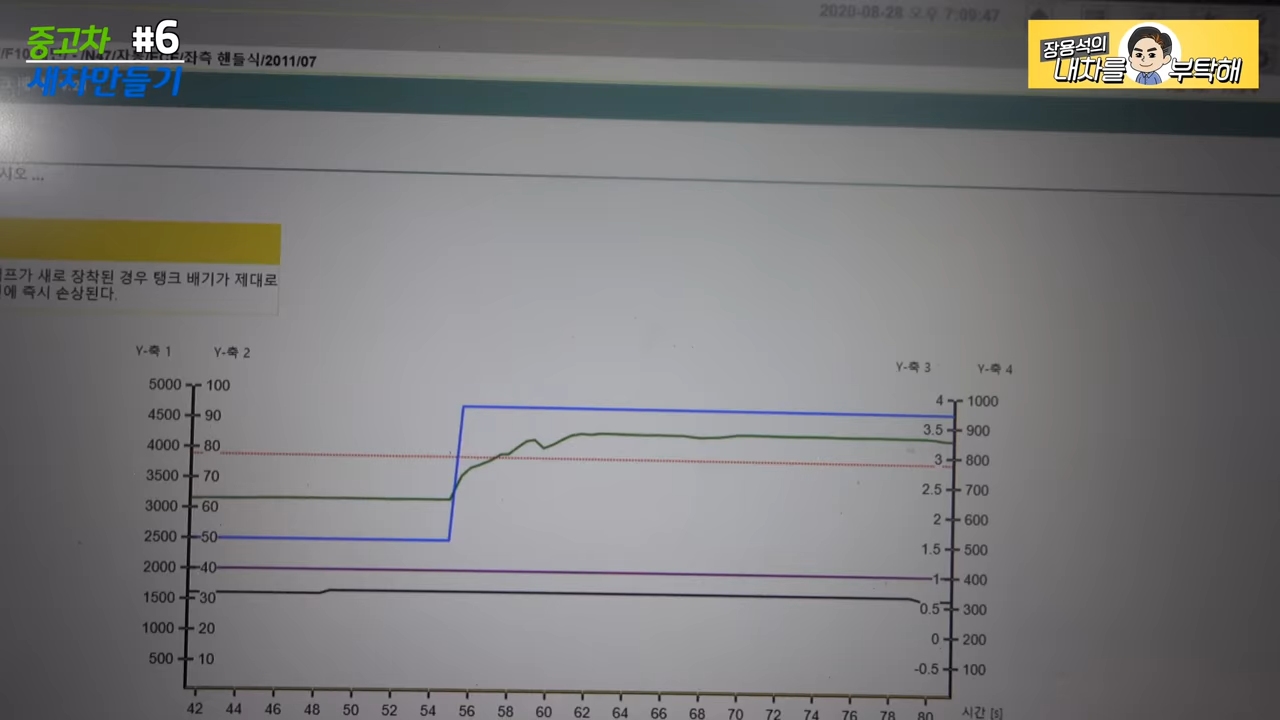 중고차 #6
새차만들기
장용석의
내차를 부탁해
2020-08-28 오후 7:09:47
/좌측 핸들식/2011/07
시오 ...
가 새로 장착된 경우 탱크 배기가 제대로
에 즉시 손상된다.
Y-축 1 Y-축 2 Y-축 3 Y-축 4
5000 100 4 1000
4500 90 3.5 900
4000 80 3 800
3500 70 2.5 700
3000 60 2 600
2500 50 1.5 500
2000 40 1 400
1500 30 0.5 300
1000 20 0 200
500 10 -0.5 100
42 44 46 48 50 52 54 56 58 60 62 64 66 68 70 72 74 76 78 80 시간 [s]